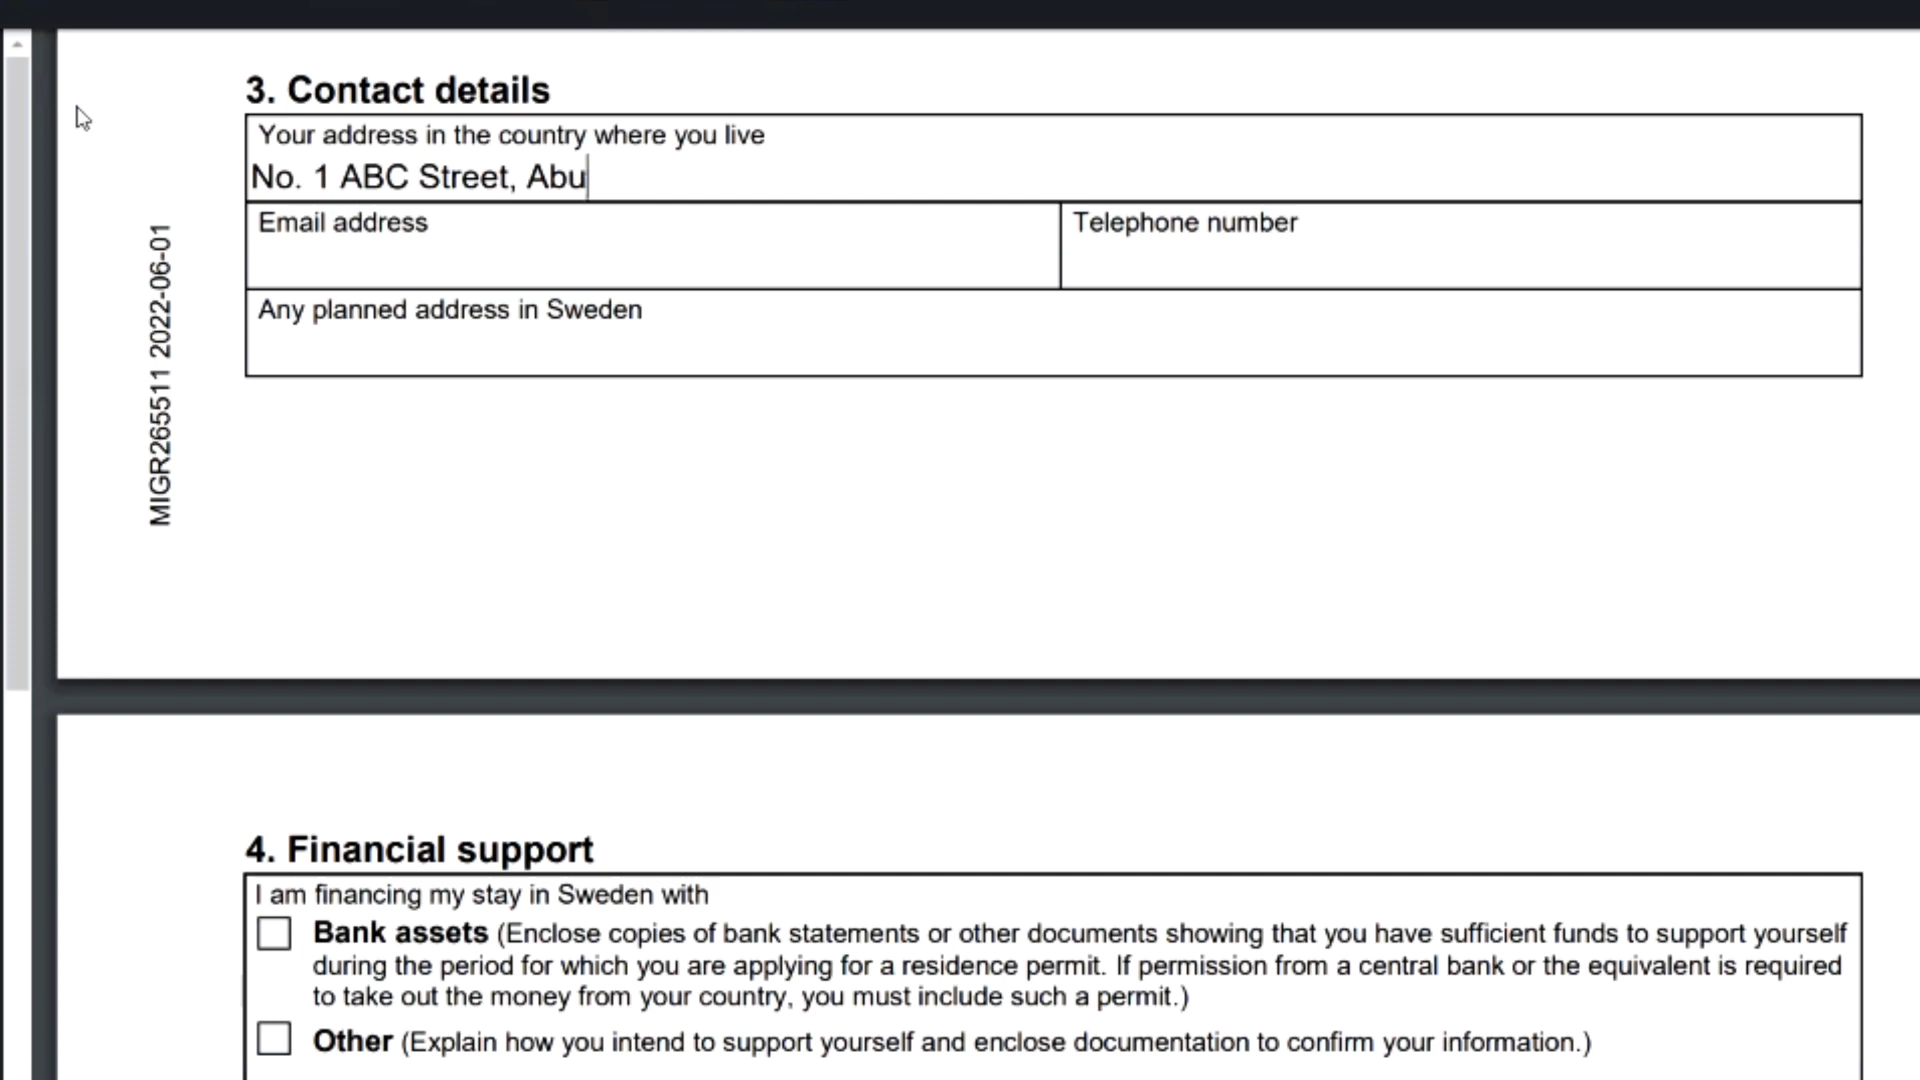 3. Contact details
Your address in the country where you live
No. 1 ABC Street, Abu
Email address
Telephone number
Any planned address in Sweden
MIGR265511 2022-06-01
4. Financial support
I am financing my stay in Sweden with
Bank assets (Enclose copies of bank statements or other documents showing that you have sufficient funds to support yourself
during the period for which you are applying for a residence permit. If permission from a central bank or the equivalent is required
to take out the money from your country, you must include such a permit.)
Other (Explain how you intend to support yourself and enclose documentation to confirm your information.)